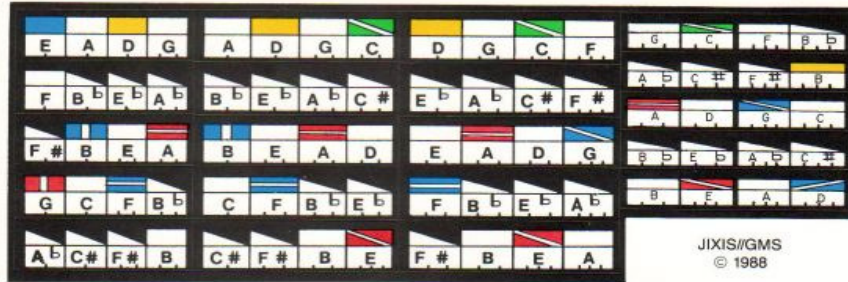 E A D G A D G C D G C F
F B♭ E♭ A♭ B♭ E♭ A♭ C# E♭ A♭ C# F#
F# B E A B E A D E A D G
G C F B♭ C F B♭ E♭ F B♭ E♭ A♭
A♭ C# F# B C# F# B E F# B E A
G C F B♭
A♭ C# F# B
A D G C
B♭ E♭ A♭ C#
B E A D
JIXIS//GMS
© 1988